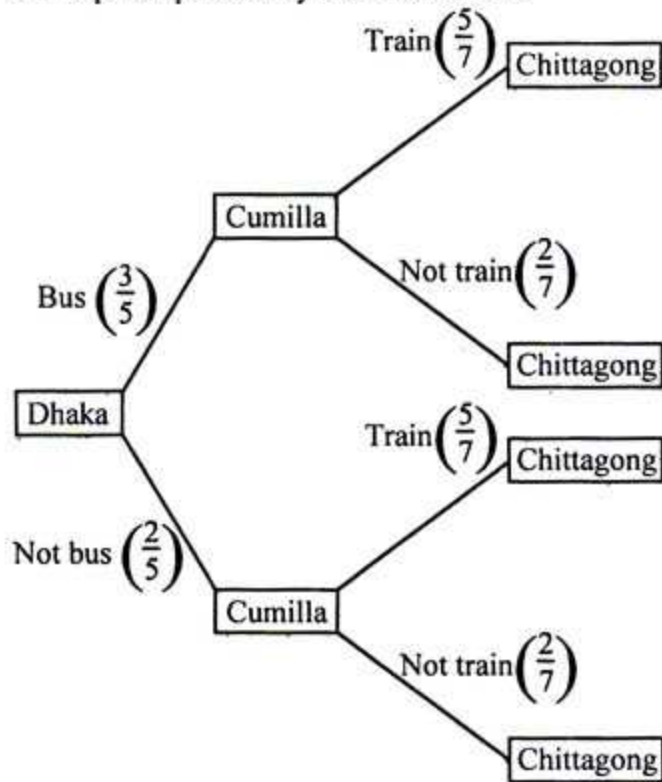 Train (5/7)
Chittagong
Cumilla
Bus (3/5)
Not train (2/7)
Chittagong
Dhaka
Train (5/7)
Chittagong
Not bus (2/5)
Cumilla
Not train (2/7)
Chittagong